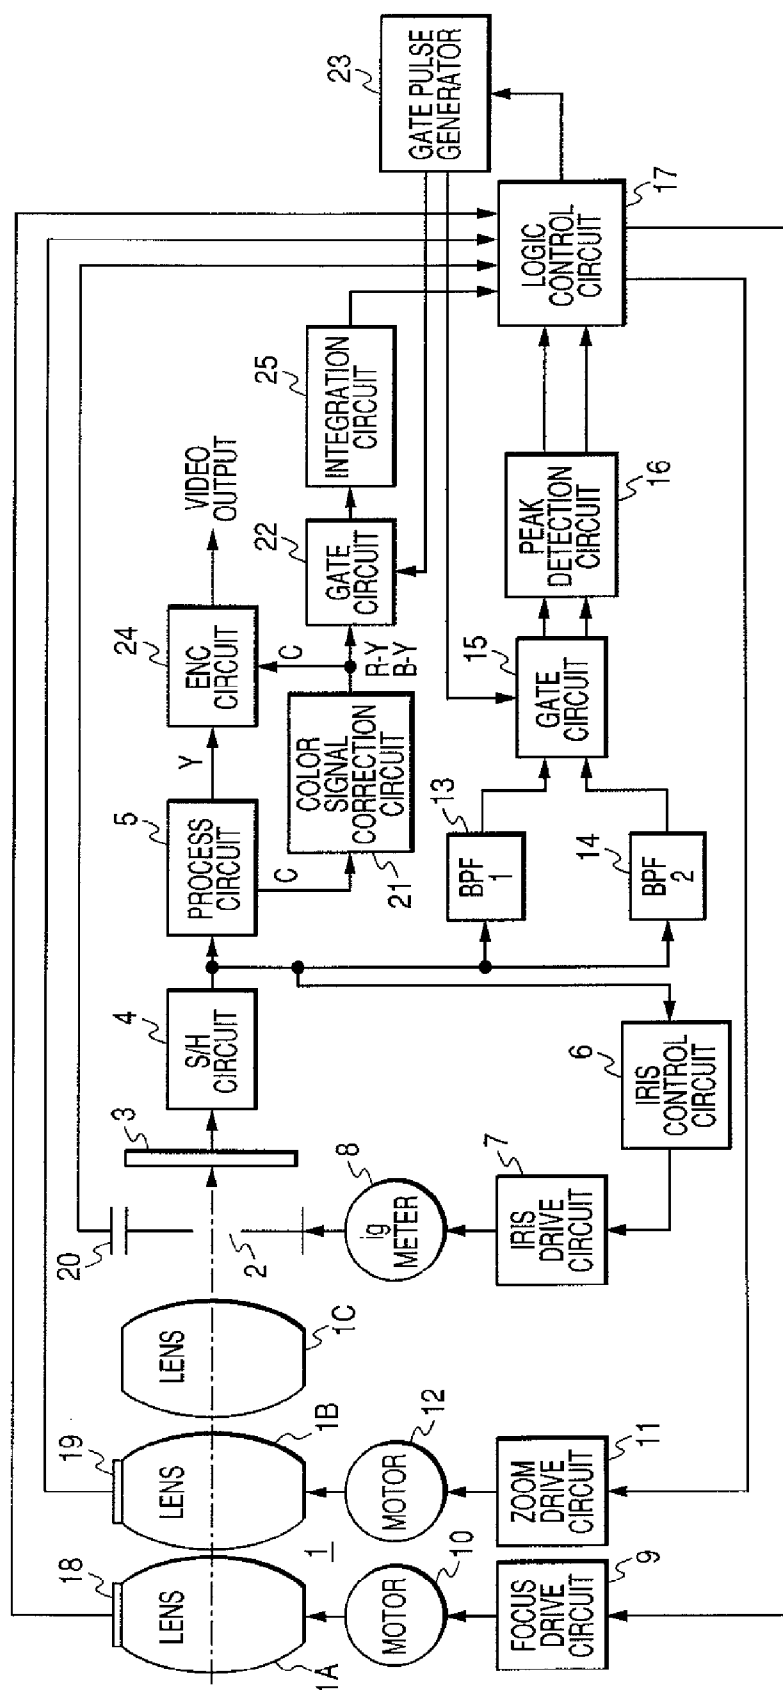 18
LENS
1A
19
LENS
1B
1
LENS
1C
20
2
3
4
S/H
CIRCUIT
5
PROCESS
CIRCUIT
Y
24
ENC
CIRCUIT
VIDEO
OUTPUT
C
C
COLOR
SIGNAL
CORRECTION
CIRCUIT
21
R-Y
B-Y
22
GATE
CIRCUIT
25
INTEGRATION
CIRCUIT
23
GATE PULSE
GENERATOR
MOTOR
10
MOTOR
12
ig
METER
8
FOCUS
DRIVE
CIRCUIT
9
ZOOM
DRIVE
CIRCUIT
11
IRIS
DRIVE
CIRCUIT
7
IRIS
CONTROL
CIRCUIT
6
BPF
1
13
BPF
2
14
GATE
CIRCUIT
15
PEAK
DETECTION
CIRCUIT
16
LOGIC
CONTROL
CIRCUIT
17